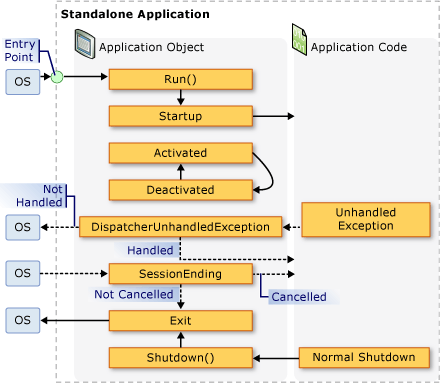 Standalone Application
Entry
Point
Application Object
Application Code
OS
Run()
Startup
Activated
Deactivated
Not
Handled
OS
DispatcherUnhandledException
Unhandled
Exception
Handled
OS
SessionEnding
Not Cancelled
Cancelled
OS
Exit
Shutdown()
Normal Shutdown